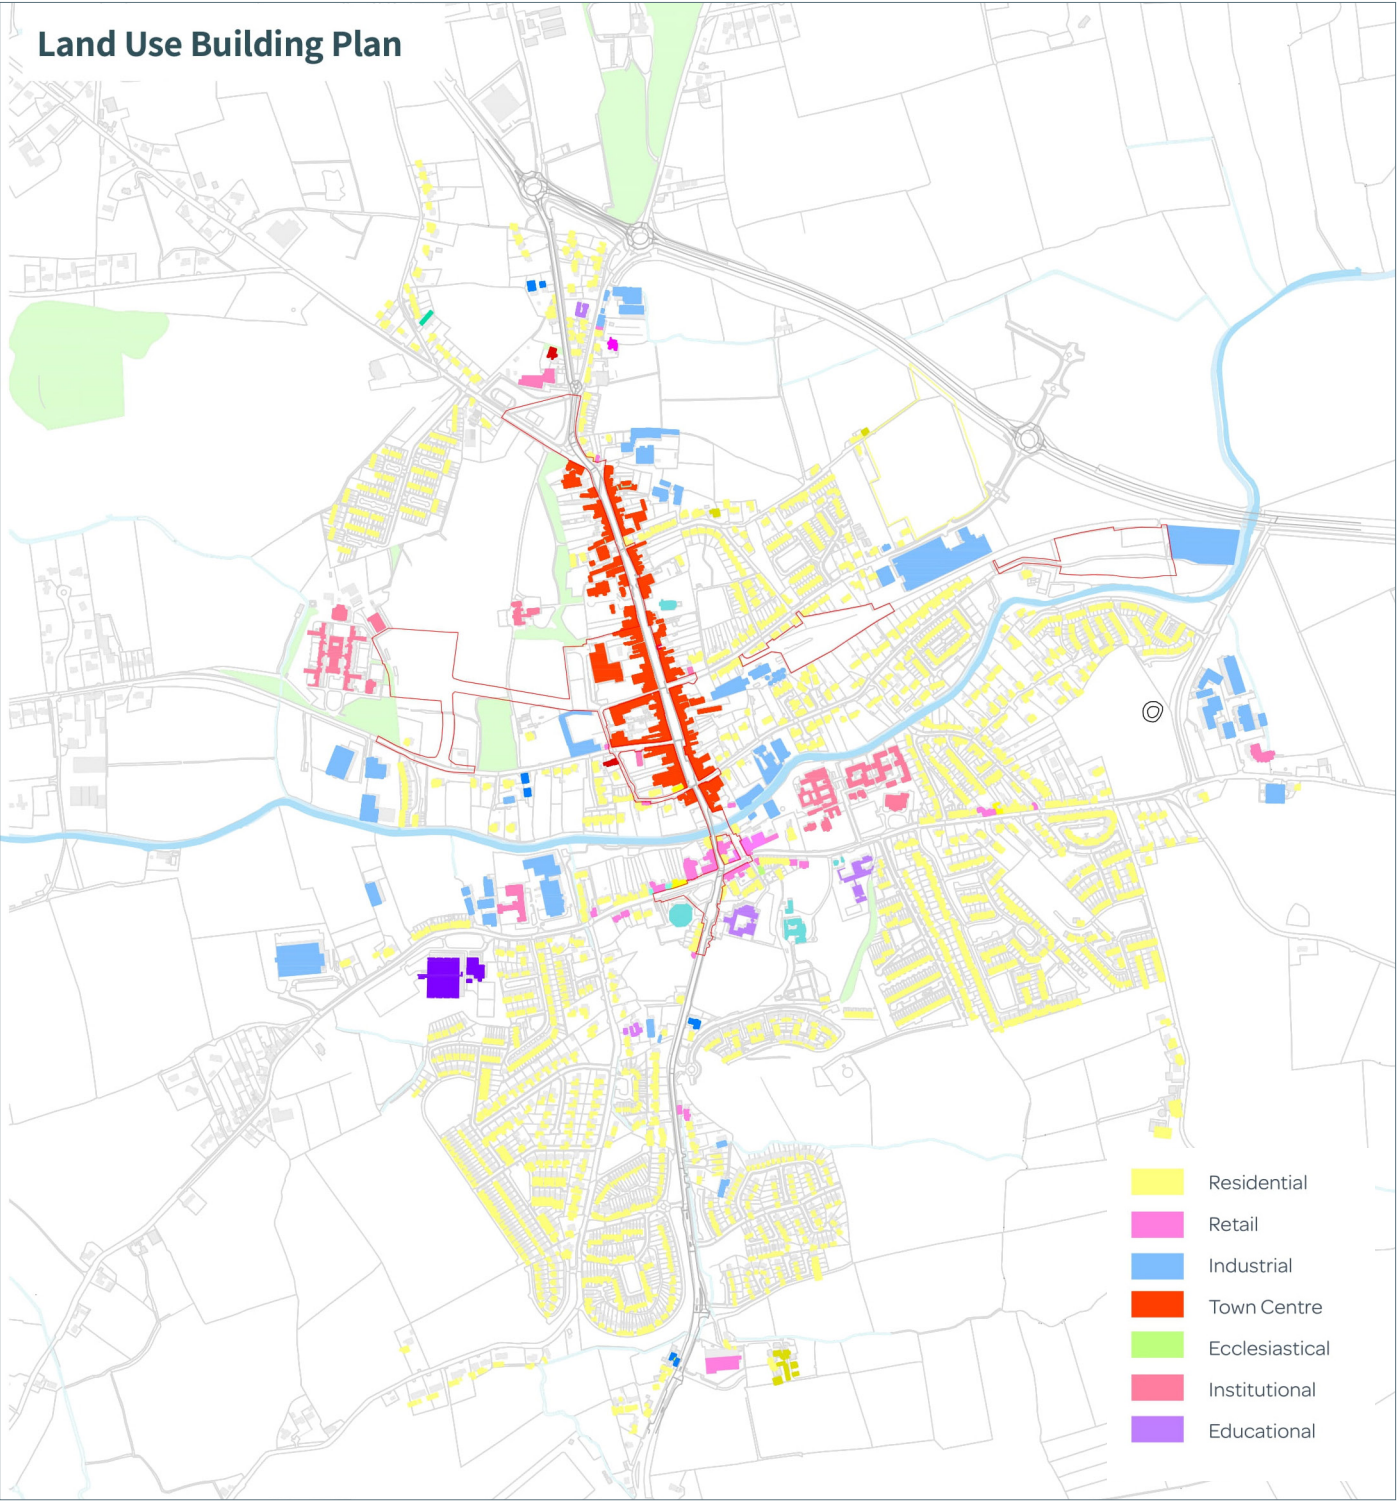 Land Use Building Plan
Residential
Retail
Industrial
Town Centre
Ecclesiastical
Institutional
Educational